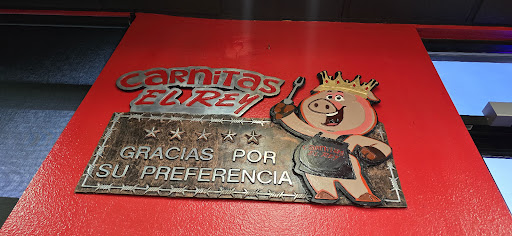 CARNITAS
EL REY
GRACIAS POR
SU PREFERENCIA